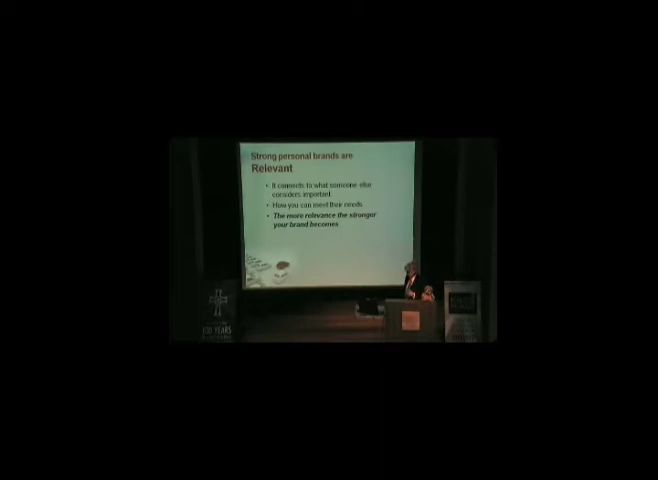 Strong personal brands are
Relevant
• It connects to what someone else
considers important
• How you can meet their needs
• The more relevance the stronger
your brand becomes
100 YEARS